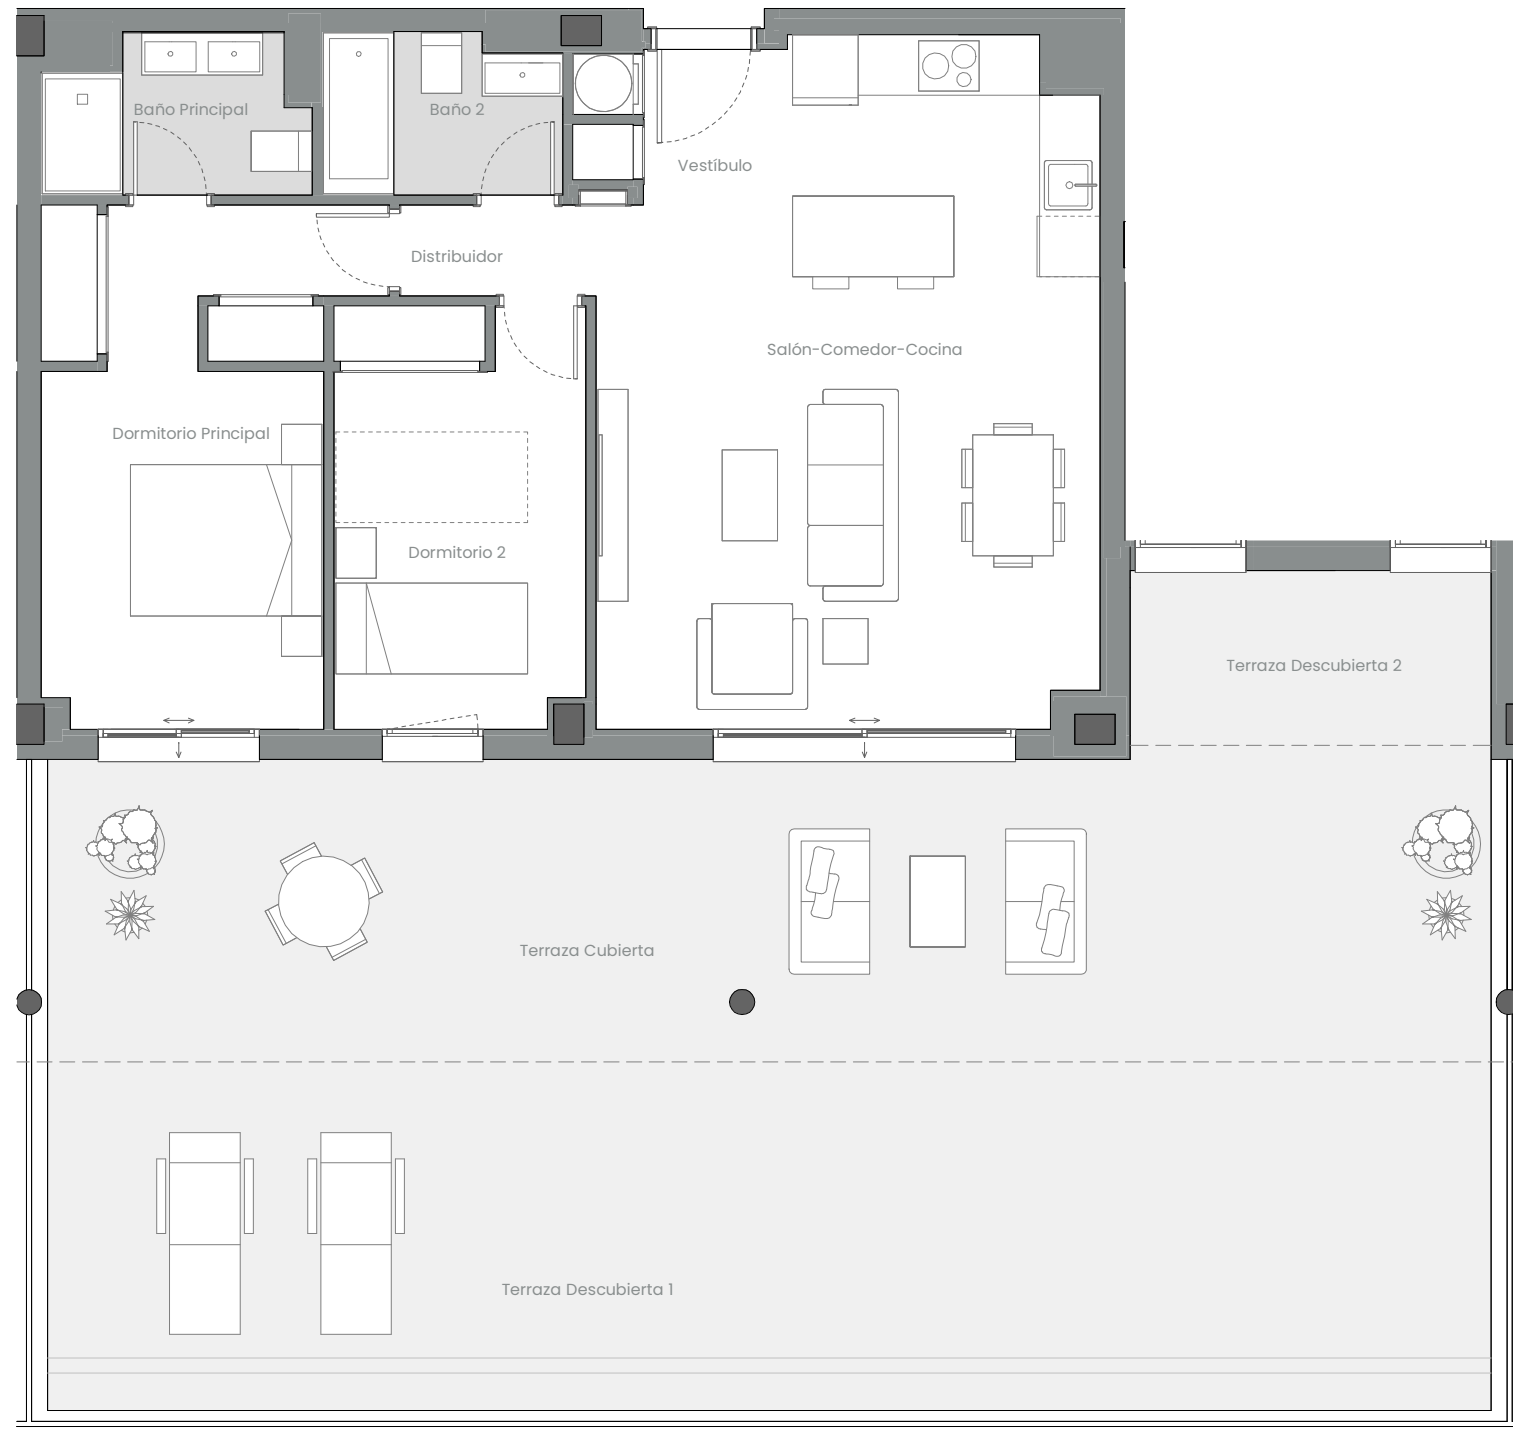 Baño Principal
Baño 2
Vestíbulo
Distribuidor
Salón-Comedor-Cocina
Dormitorio Principal
Dormitorio 2
Terraza Descubierta 2
Terraza Cubierta
Terraza Descubierta 1